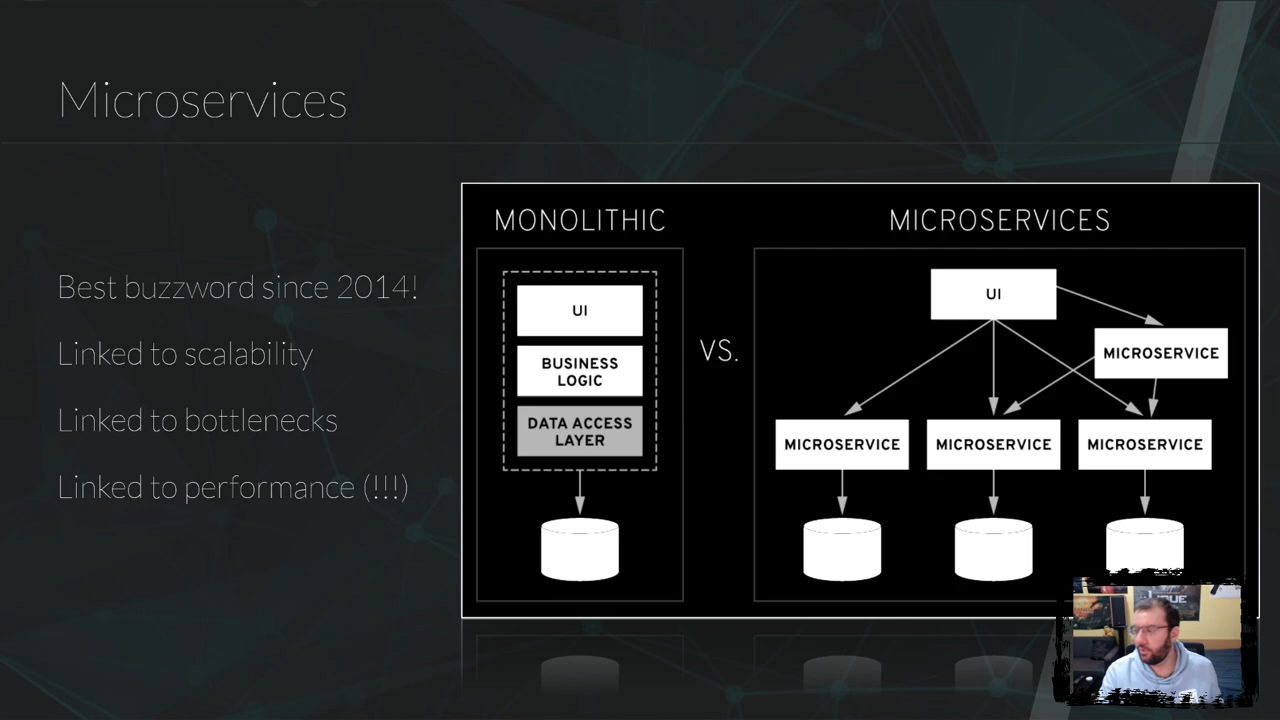 Microservices
Best buzzword since 2014!
Linked to scalability
Linked to bottlenecks
Linked to performance (!!!)
MONOLITHIC
UI
BUSINESS
LOGIC
DATA ACCESS
LAYER
VS.
MICROSERVICES
UI
MICROSERVICE
MICROSERVICE
MICROSERVICE
MICROSERVICE